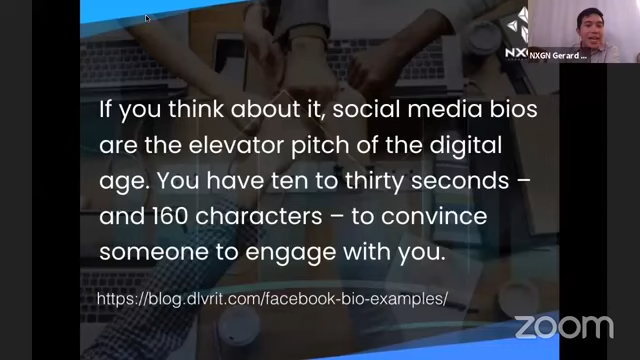 NXGN Gerard ...
If you think about it, social media bios
are the elevator pitch of the digital
age. You have ten to thirty seconds –
and 160 characters – to convince
someone to engage with you.
https://blog.dlvrit.com/facebook-bio-examples/
zoom